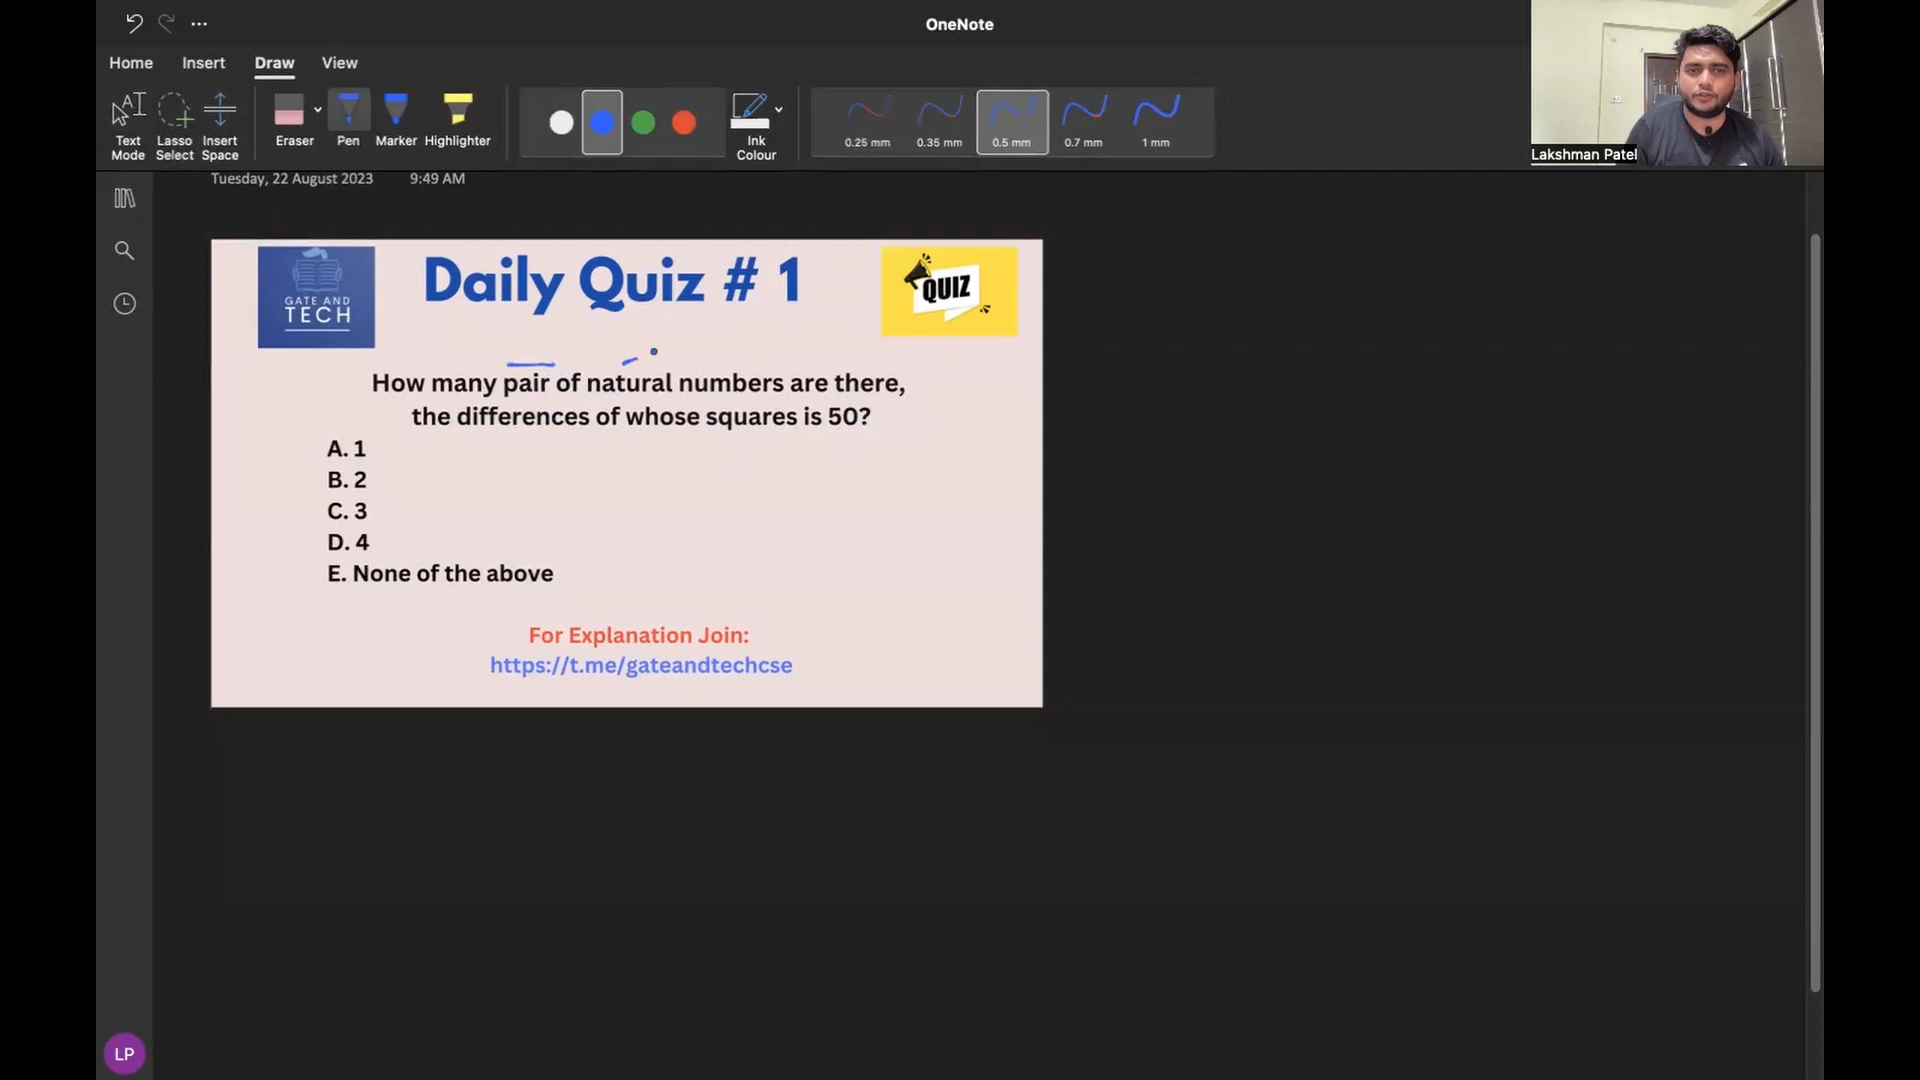 OneNote
Home Insert Draw View
Text Mode
Lasso Select
Insert Space
Eraser
Pen
Marker
Highlighter
Ink Colour
0.25 mm
0.35 mm
0.5 mm
0.7 mm
1 mm
Lakshman Patel
Tuesday, 22 August 2023 9:49 AM
GATE AND
TECH
Daily Quiz # 1
QUIZ
How many pair of natural numbers are there,
the differences of whose squares is 50?
A. 1
B. 2
C. 3
D. 4
E. None of the above
For Explanation Join:
https://t.me/gateandtechcse
LP